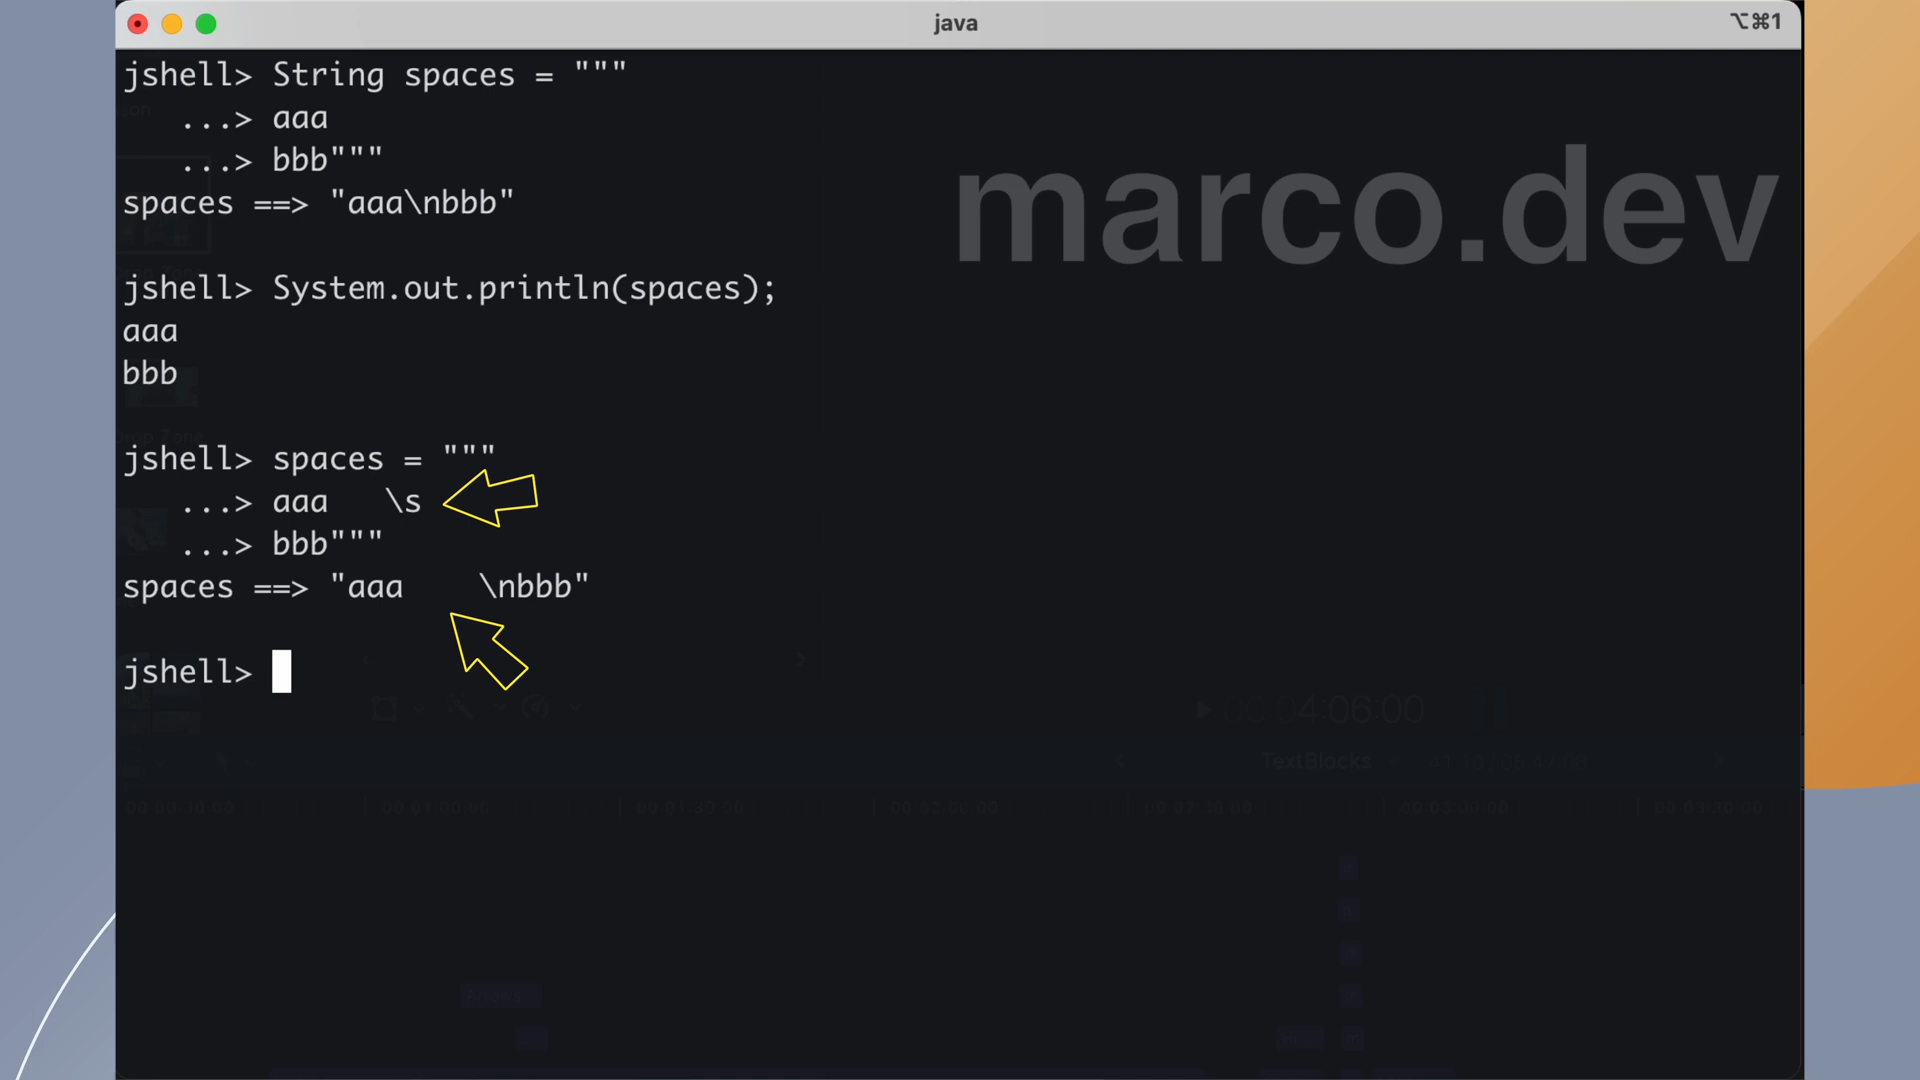 java
⌥⌘1
jshell> String spaces = """
...> aaa
...> bbb"""
spaces ==> "aaa\nbbb"
marco.dev
jshell> System.out.println(spaces);
aaa
bbb
jshell> spaces = """
...> aaa   \s
...> bbb"""
spaces ==> "aaa    \nbbb"
jshell>
TextBlocks